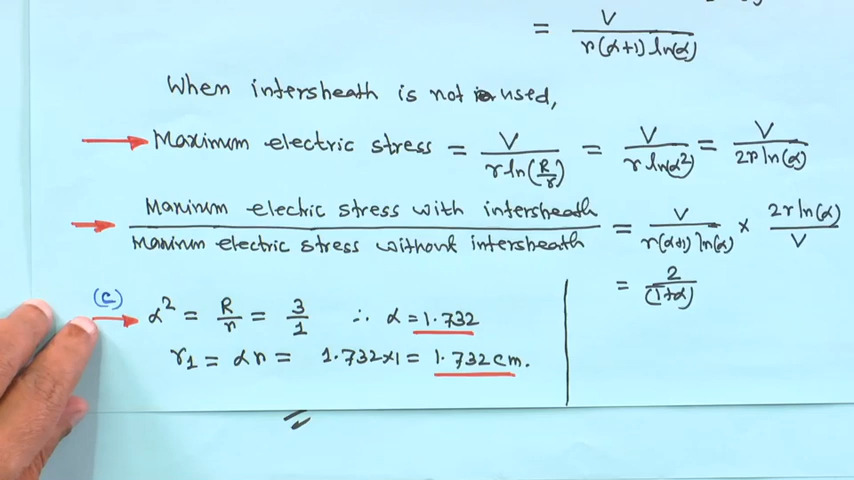 = V / r(α+1) ln(α)
When intersheath is not used,
Maximum electric stress = V / r ln(R/r) = V / r ln(α²) = V / 2r ln(α)
Maximum electric stress with intersheath / Maximum electric stress without intersheath = V / r(α+1) ln(α) × 2r ln(α) / V
= 2 / (1+α)
(c)
α² = R/r = 3/1 ∴ α = 1.732
r₁ = αr = 1.732×1 = 1.732 cm.